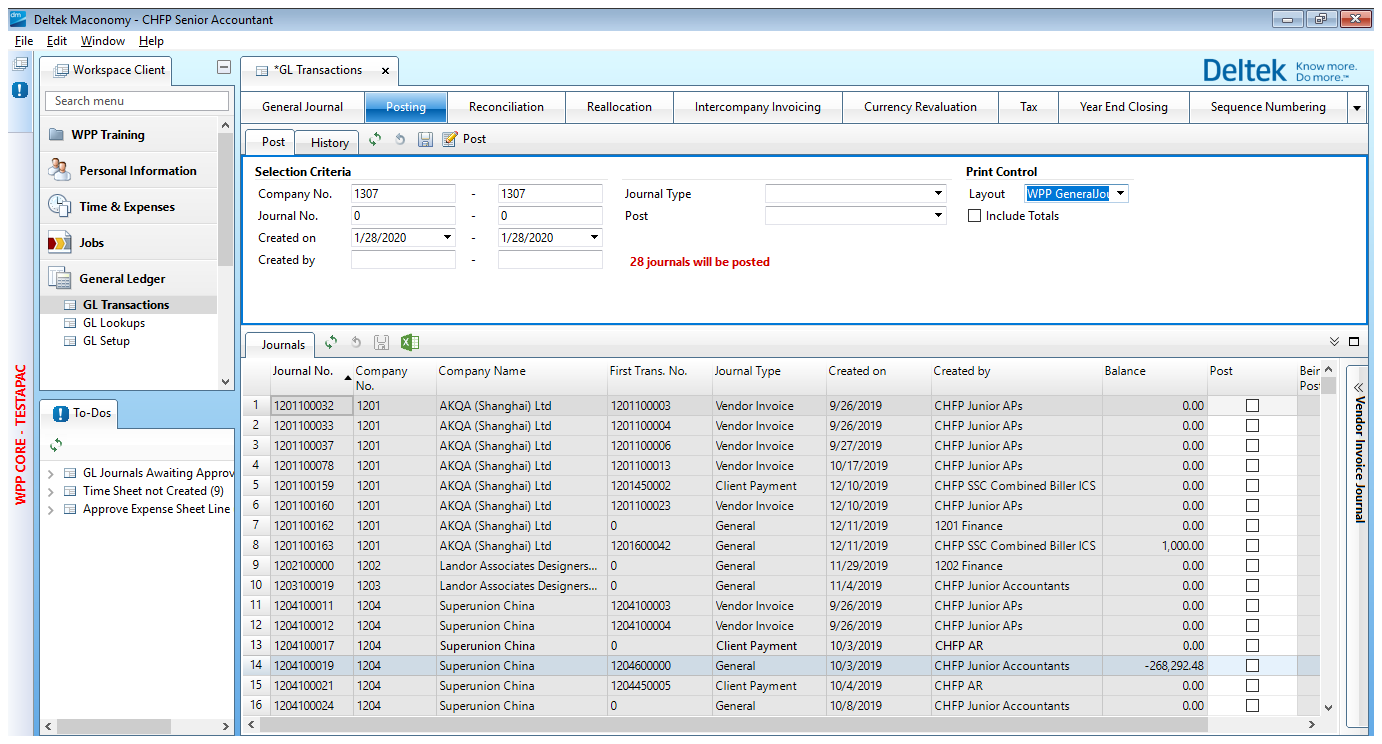 Deltek Maconomy - CHFP Senior Accountant
File Edit Window Help
Workspace Client
Search menu
WPP Training
Personal Information
Time & Expenses
Jobs
General Ledger
GL Transactions
GL Lookups
GL Setup
WPP CORE - TESTAPAC
To-Dos
GL Journals Awaiting Approv
Time Sheet not Created (9)
Approve Expense Sheet Line
*GL Transactions
Deltek Know more.
Do more.™
General Journal Posting Reconciliation Reallocation Intercompany Invoicing Currency Revaluation Tax Year End Closing Sequence Numbering
Post History Post
Selection Criteria Print Control
Company No. 1307 - 1307 Journal Type Layout WPP GeneralJou
Journal No. 0 - 0 Post Include Totals
Created on 1/28/2020 - 1/28/2020
Created by - 28 journals will be posted
Journals
Journal No. Company No. Company Name First Trans. No. Journal Type Created on Created by Balance Post Bein Post
1 1201100032 1201 AKQA (Shanghai) Ltd 1201100003 Vendor Invoice 9/26/2019 CHFP Junior APs 0.00
2 1201100033 1201 AKQA (Shanghai) Ltd 1201100004 Vendor Invoice 9/26/2019 CHFP Junior APs 0.00
3 1201100037 1201 AKQA (Shanghai) Ltd 1201100006 Vendor Invoice 9/27/2019 CHFP Junior APs 0.00
4 1201100078 1201 AKQA (Shanghai) Ltd 1201100013 Vendor Invoice 10/17/2019 CHFP Junior APs 0.00
5 1201100159 1201 AKQA (Shanghai) Ltd 1201450002 Client Payment 12/10/2019 CHFP SSC Combined Biller ICS 0.00
6 1201100160 1201 AKQA (Shanghai) Ltd 1201100023 Vendor Invoice 12/10/2019 CHFP Junior APs 0.00
7 1201100162 1201 AKQA (Shanghai) Ltd 0 General 12/11/2019 1201 Finance 0.00
8 1201100163 1201 AKQA (Shanghai) Ltd 1201600042 General 12/11/2019 CHFP SSC Combined Biller ICS 1,000.00
9 1202100000 1202 Landor Associates Designers... 0 General 11/29/2019 1202 Finance 0.00
10 1203100019 1203 Landor Associates Designers... 0 General 11/4/2019 CHFP Junior Accountants 0.00
11 1204100011 1204 Superunion China 1204100003 Vendor Invoice 9/26/2019 CHFP Junior APs 0.00
12 1204100012 1204 Superunion China 1204100004 Vendor Invoice 9/26/2019 CHFP Junior APs 0.00
13 1204100017 1204 Superunion China 0 Client Payment 10/3/2019 CHFP AR 0.00
14 1204100019 1204 Superunion China 1204600000 General 10/3/2019 CHFP Junior Accountants -268,292.48
15 1204100021 1204 Superunion China 1204450005 Client Payment 10/4/2019 CHFP AR 0.00
16 1204100024 1204 Superunion China 0 General 10/8/2019 CHFP Junior Accountants 0.00
Vendor Invoice Journal